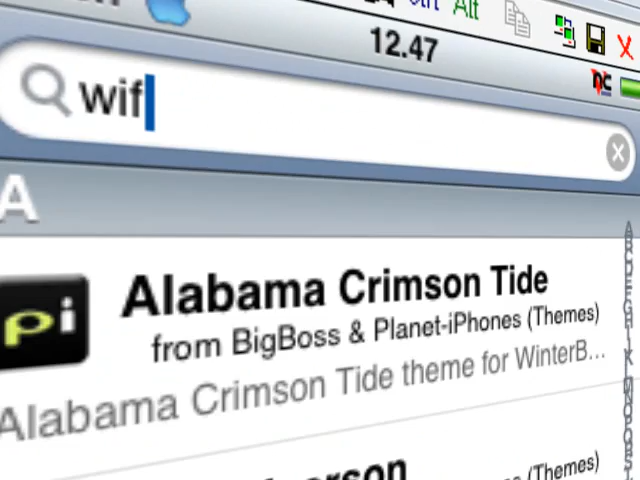 Alt
12.47
wif
A
pi
Alabama Crimson Tide
from BigBoss & Planet-iPhones (Themes)
Alabama Crimson Tide theme for WinterB...
(Themes)